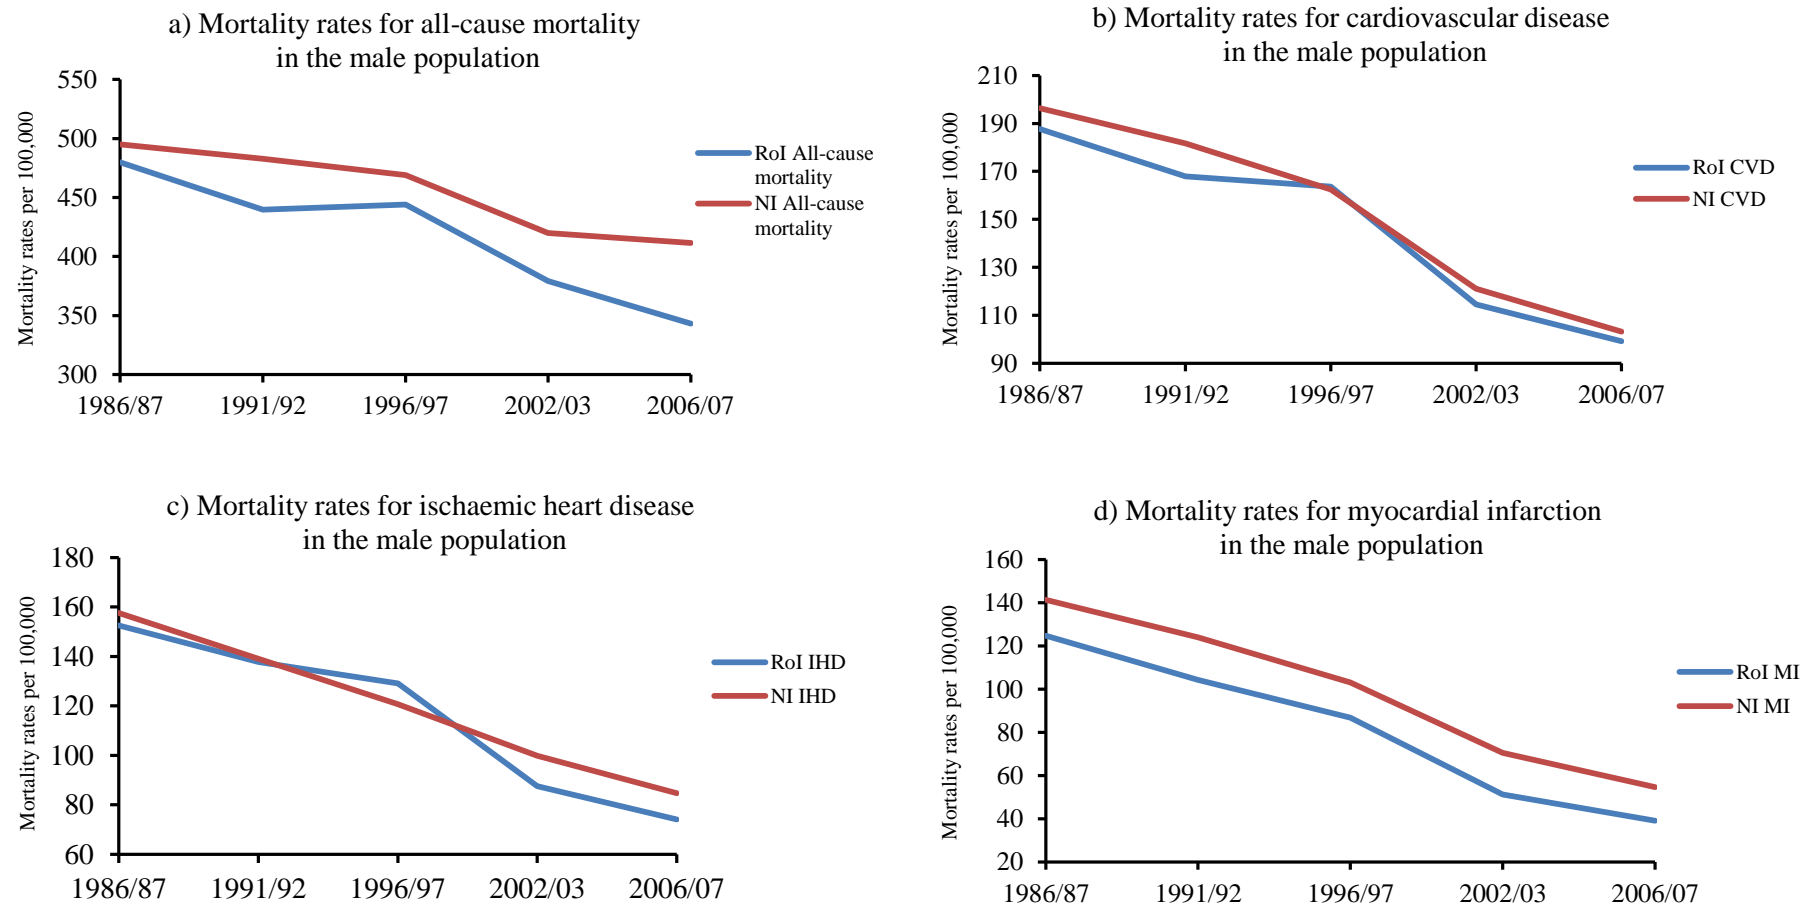 a) Mortality rates for all-cause mortality
in the male population
Mortality rates per 100,000
550
500
450
400
350
300
1986/87 1991/92 1996/97 2002/03 2006/07
RoI All-cause
mortality
NI All-cause
mortality
b) Mortality rates for cardiovascular disease
in the male population
Mortality rates per 100,000
210
190
170
150
130
110
90
1986/87 1991/92 1996/97 2002/03 2006/07
RoI CVD
NI CVD
c) Mortality rates for ischaemic heart disease
in the male population
Mortality rates per 100,000
180
160
140
120
100
80
60
1986/87 1991/92 1996/97 2002/03 2006/07
RoI IHD
NI IHD
d) Mortality rates for myocardial infarction
in the male population
Mortality rates per 100,000
160
140
120
100
80
60
40
20
1986/87 1991/92 1996/97 2002/03 2006/07
RoI MI
NI MI